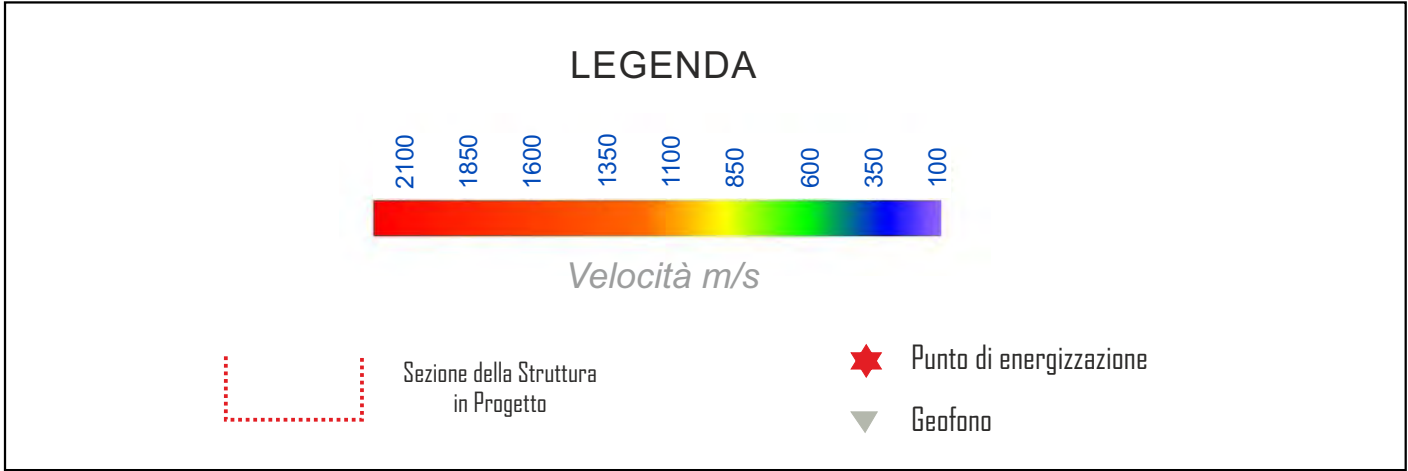 LEGENDA
2100 1850 1600 1350 1100 850 600 350 100
Velocità m/s
Sezione della Struttura
in Progetto
Punto di energizzazione
Geofono